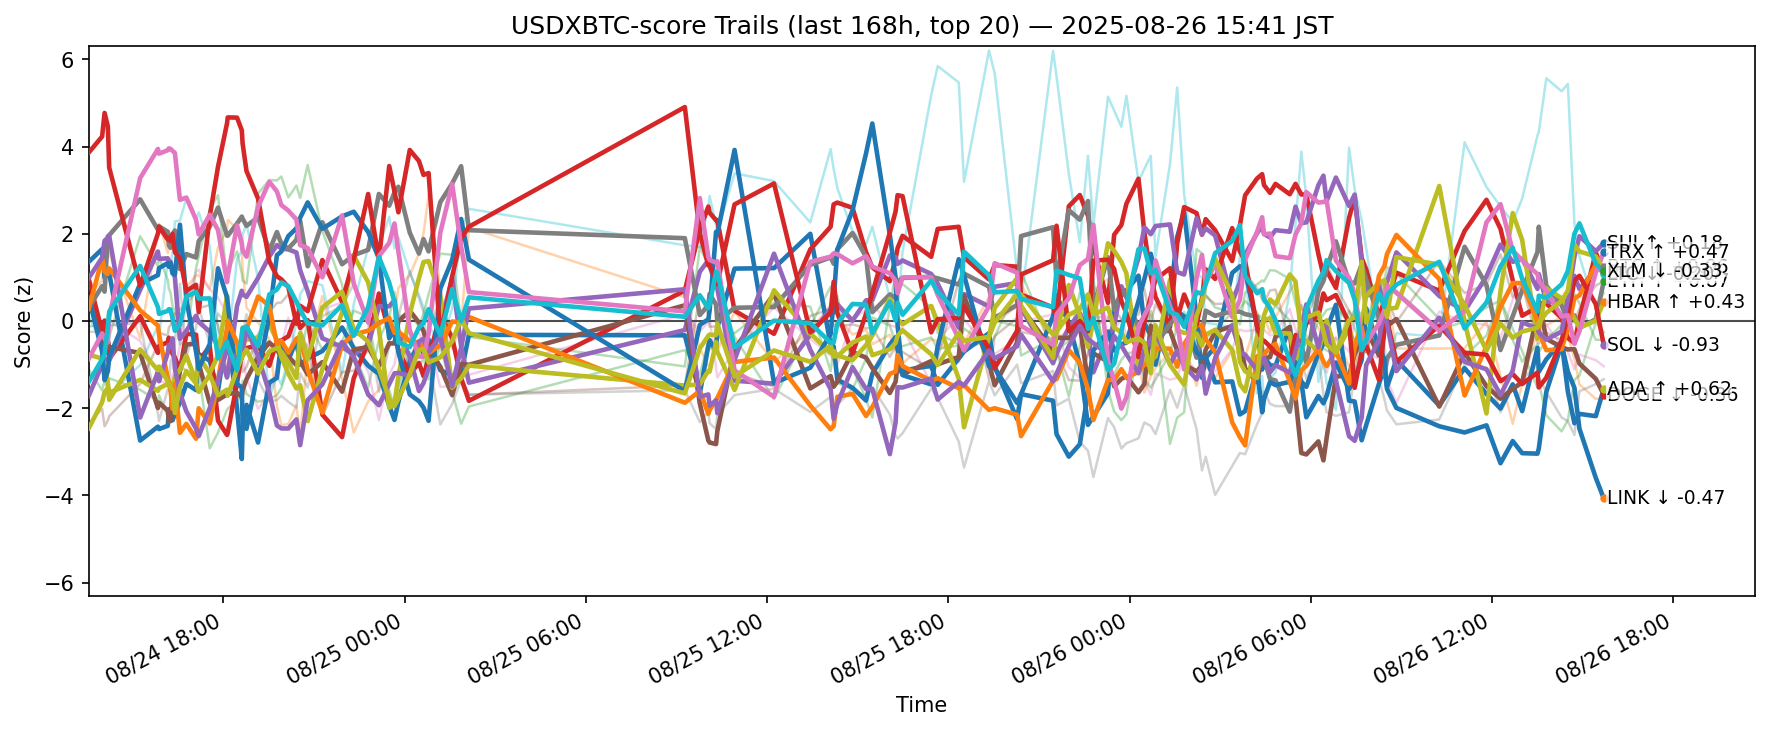 USDXBTC-score Trails (last 168h, top 20) — 2025-08-26 15:41 JST
Score (z)
6
4
2
0
−2
−4
−6
SUI ↑ +0.18
TRX ↑ +0.47
XLM ↓ -0.33
HBAR ↑ +0.43
SOL ↓ -0.93
ADA ↑ +0.62
LINK ↓ -0.47
08/24 18:00
08/25 00:00
08/25 06:00
08/25 12:00
08/25 18:00
08/26 00:00
08/26 06:00
08/26 12:00
08/26 18:00
Time